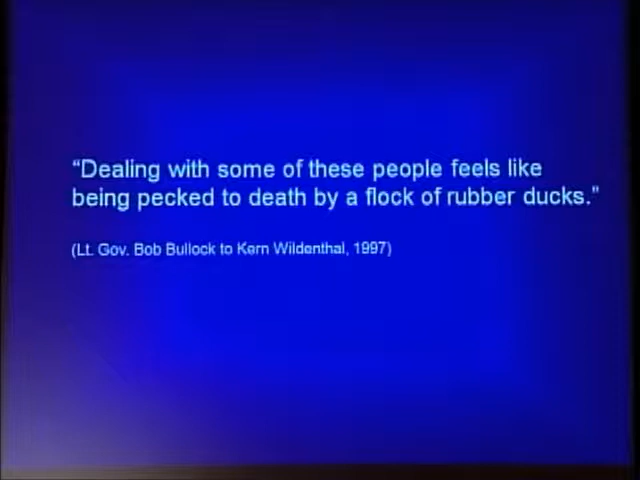 “Dealing with some of these people feels like
being pecked to death by a flock of rubber ducks.”
(Lt. Gov. Bob Bullock to Kern Wildenthal, 1997)